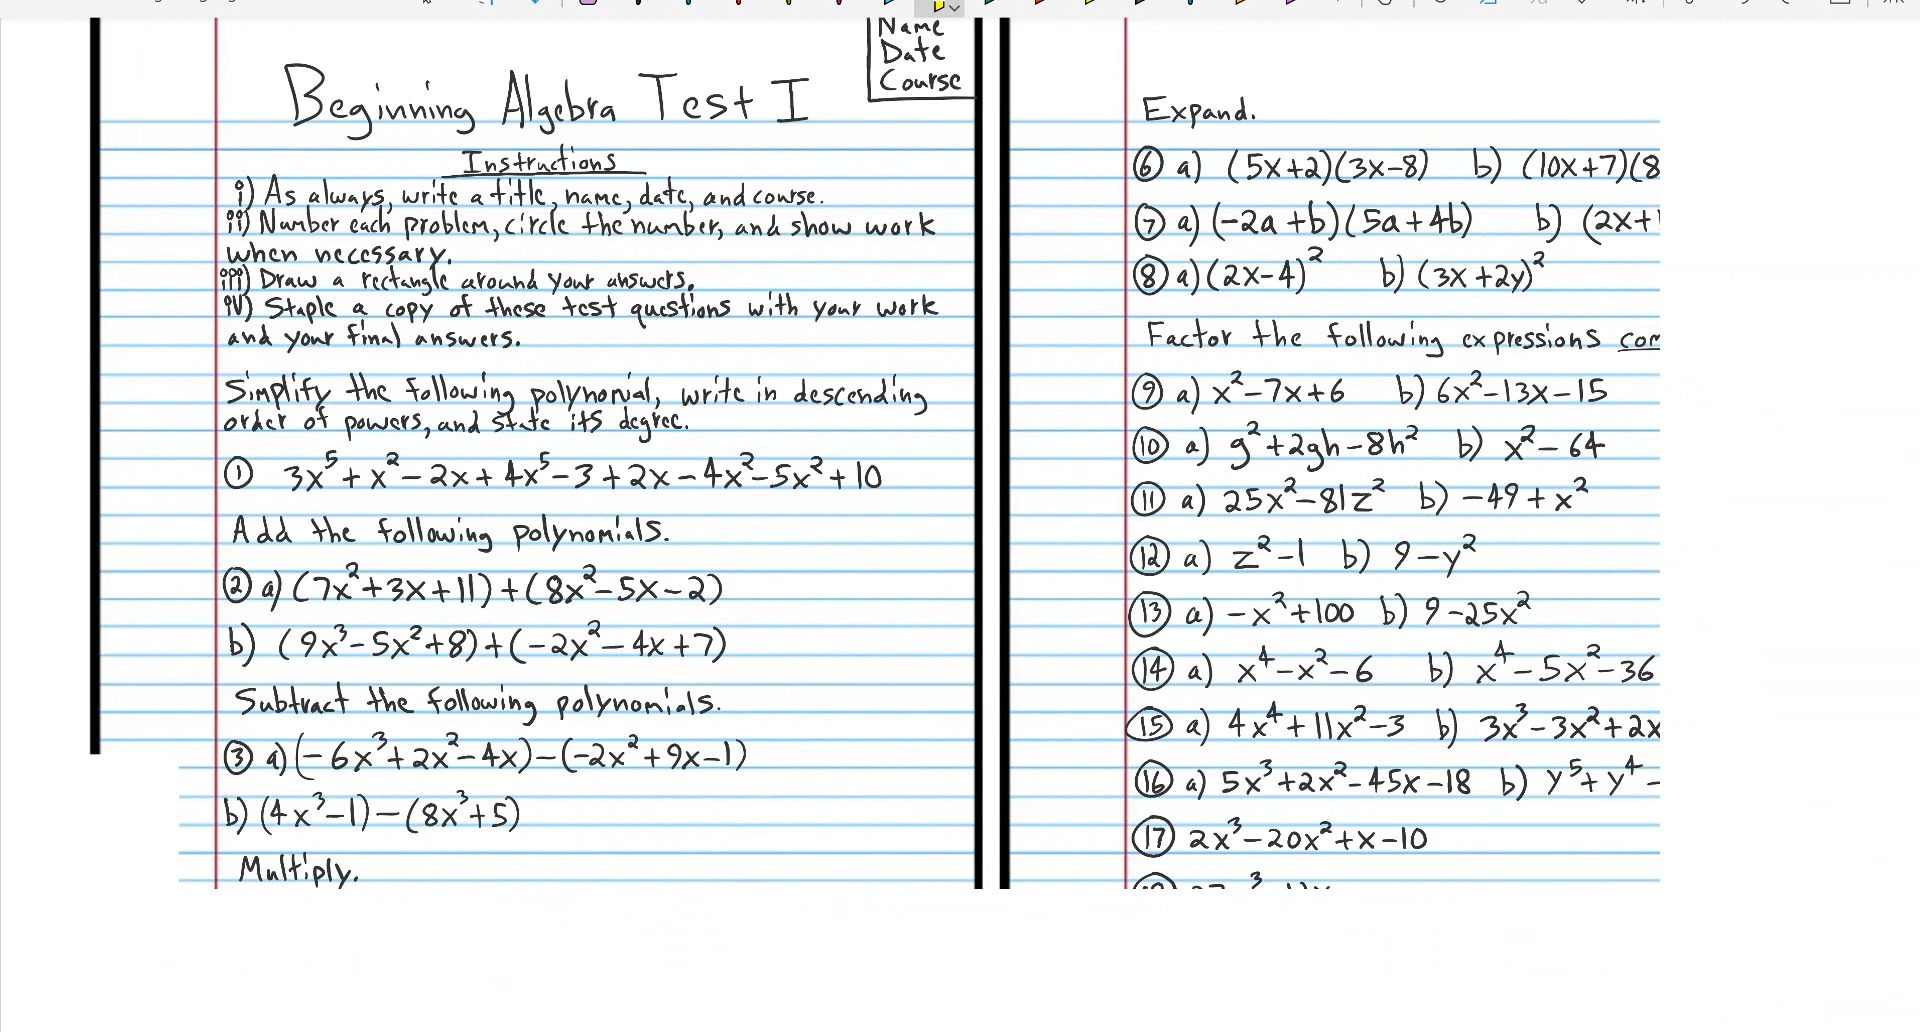 Name
Date
Course
Beginning Algebra Test I
Instructions
i) As always, write a title, name, date, and course.
ii) Number each problem, circle the number, and show work
when necessary.
iii) Draw a rectangle around your answers.
iv) Staple a copy of these test questions with your work
and your final answers.
Simplify the following polynomial, write in descending
order of powers, and state its degree.
① 3x⁵ + x² - 2x + 4x⁵ - 3 + 2x - 4x² - 5x² + 10
Add the following polynomials.
② a) (7x² + 3x + 11) + (8x² - 5x - 2)
b) (9x³ - 5x² + 8) + (-2x² - 4x + 7)
Subtract the following polynomials.
③ a) (-6x³ + 2x² - 4x) - (-2x² + 9x - 1)
b) (4x³ - 1) - (8x³ + 5)
Multiply.
Expand.
⑥ a) (5x+2)(3x-8) b) (10x+7)(8
⑦ a) (-2a+b)(5a+4b) b) (2x+
⑧ a) (2x-4)² b) (3x+2y)²
Factor the following expressions com
⑨ a) x² - 7x + 6 b) 6x² - 13x - 15
⑩ a) g² + 2gh - 8h² b) x² - 64
⑪ a) 25x² - 81z² b) -49 + x²
⑫ a) z² - 1 b) 9 - y²
⑬ a) -x² + 100 b) 9 - 25x²
⑭ a) x⁴ - x² - 6 b) x⁴ - 5x² - 36
⑮ a) 4x⁴ + 11x² - 3 b) 3x³ - 3x² + 2x
⑯ a) 5x³ + 2x² - 45x - 18 b) y⁵ + y⁴ -
⑰ 2x³ - 20x² + x - 10